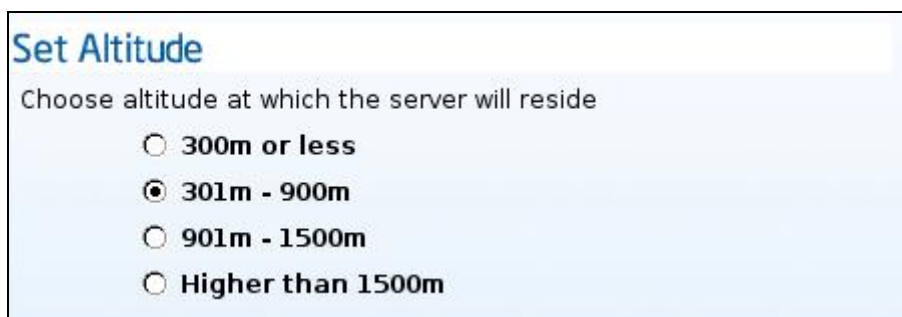 Set Altitude
Choose altitude at which the server will reside
300m or less
301m - 900m
901m - 1500m
Higher than 1500m